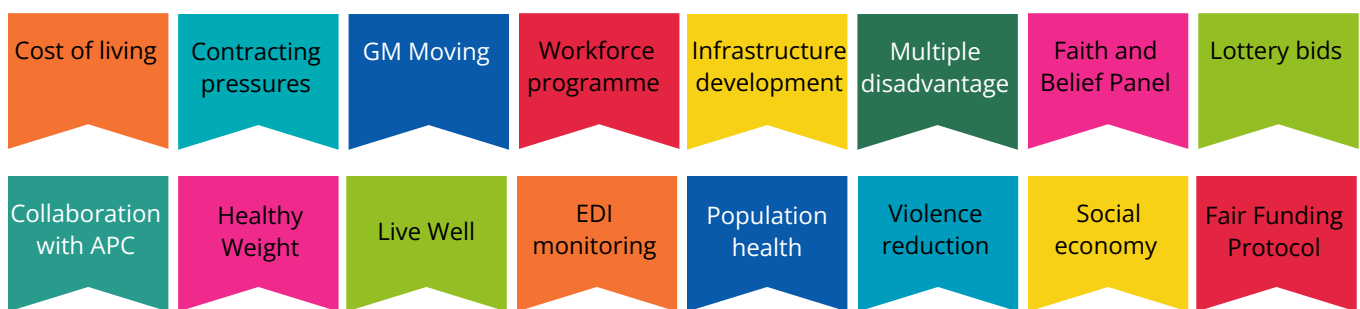 Cost of living
Contracting
pressures
GM Moving
Workforce
programme
Infrastructure
development
Multiple
disadvantage
Faith and
Belief Panel
Lottery bids
Collaboration
with APC
Healthy
Weight
Live Well
EDI
monitoring
Population
health
Violence
reduction
Social
economy
Fair Funding
Protocol